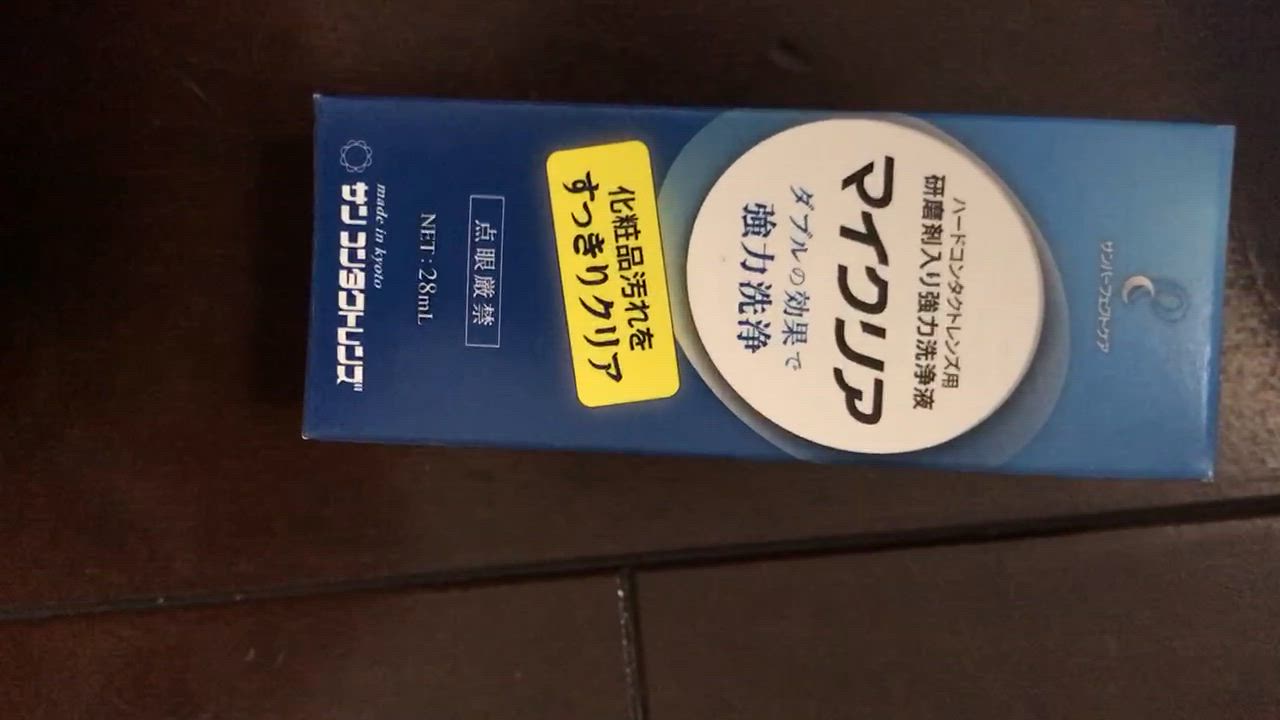 サンパーフェクトケア
ハードコンタクトレンズ用
研磨剤入り強力洗浄液
マイクリア
ダブルの効果で
強力洗浄
化粧品汚れを
すっきりクリア
点眼厳禁
NET:28mL
made in kyoto
サンコンタクトレンズ